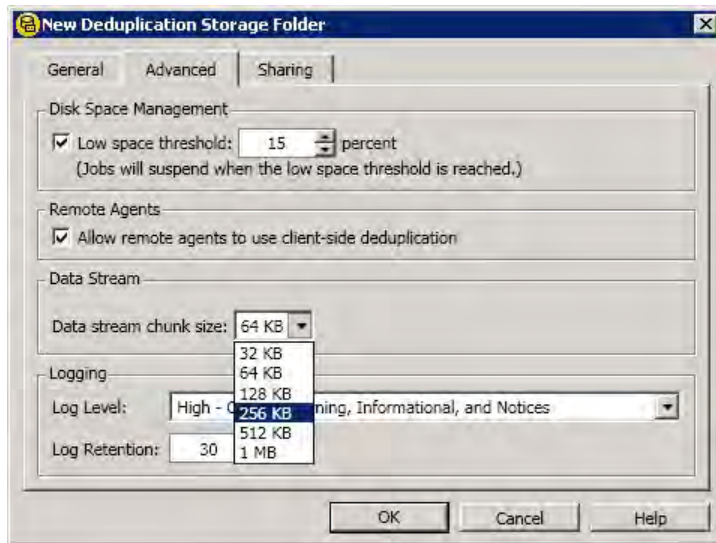 New Deduplication Storage Folder
General Advanced Sharing
Disk Space Management
Low space threshold: 15 percent
(Jobs will suspend when the low space threshold is reached.)
Remote Agents
Allow remote agents to use client-side deduplication
Data Stream
Data stream chunk size: 64 KB
32 KB
64 KB
128 KB
256 KB
512 KB
1 MB
Logging
Log Level: High - ning, Informational, and Notices
Log Retention: 30
OK Cancel Help